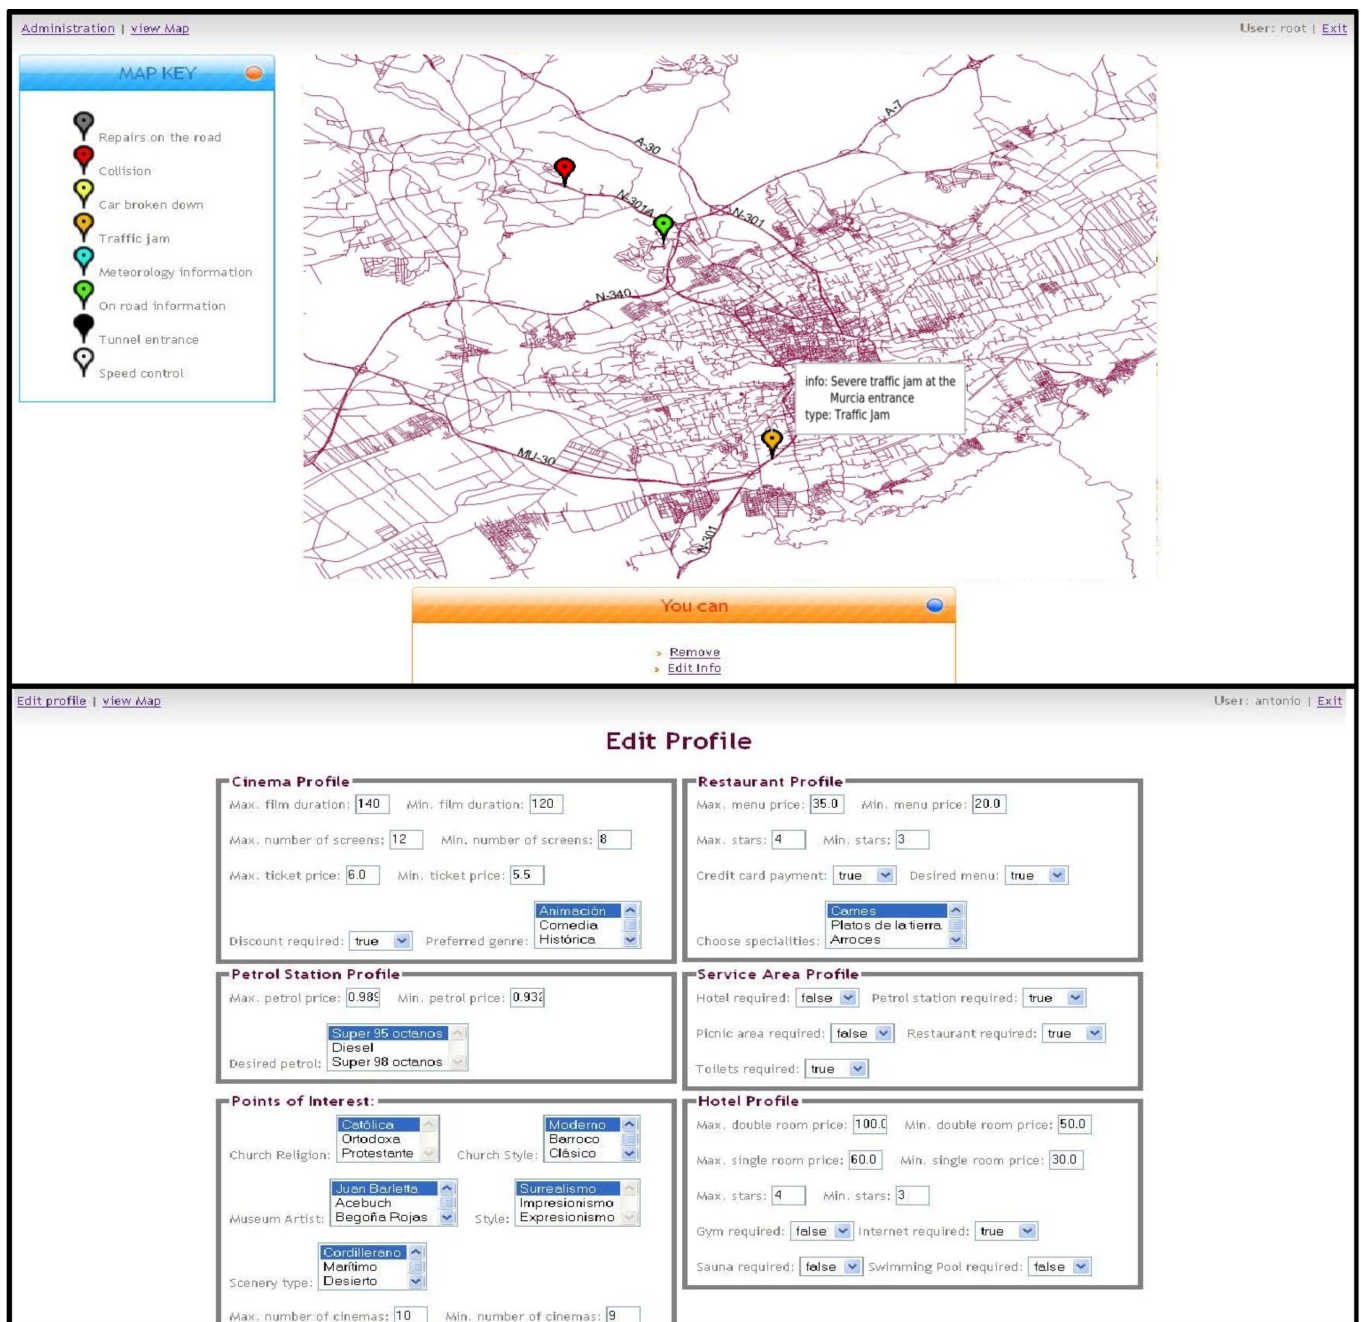 Administration | view Map
User: root | Exit
MAP KEY
Repairs on the road
Collision
Car broken down
Traffic jam
Meteorology information
On road information
Tunnel entrance
Speed control
A-7
A-30
N-301A
N-301
N-340
info: Severe traffic jam at the
Murcia entrance
type: Traffic Jam
MU-30
N-301
You can
Remove
Edit Info
Edit profile | view Map
User: antonio | Exit
Edit Profile
Cinema Profile
Max. film duration: 140 Min. film duration: 120
Max. number of screens: 12 Min. number of screens: 8
Max. ticket price: 6.0 Min. ticket price: 5.5
Animación
Comedia
Discount required: true Preferred genre: Histórica
Restaurant Profile
Max. menu price: 35.0 Min. menu price: 20.0
Max. stars: 4 Min. stars: 3
Credit card payment: true Desired menu: true
Carnes
Platos de la tierra
Choose specialities: Arroces
Petrol Station Profile
Max. petrol price: 0.989 Min. petrol price: 0.932
Super 95 octanos
Diesel
Desired petrol: Super 98 octanos
Service Area Profile
Hotel required: false Petrol station required: true
Picnic area required: false Restaurant required: true
Toilets required: true
Points of Interest:
Católica Moderno
Ortodoxa Barroco
Church Religion: Protestante Church Style: Clásico
Juan Barletta Surrealismo
Acebuch Impresionismo
Museum Artist: Begoña Rojas Style: Expresionismo
Cordillerano
Marítimo
Scenery type: Desierto
Max. number of cinemas: 10 Min. number of cinemas: 9
Hotel Profile
Max. double room price: 100.0 Min. double room price: 50.0
Max. single room price: 60.0 Min. single room price: 30.0
Max. stars: 4 Min. stars: 3
Gym required: false Internet required: true
Sauna required: false Swimming Pool required: false